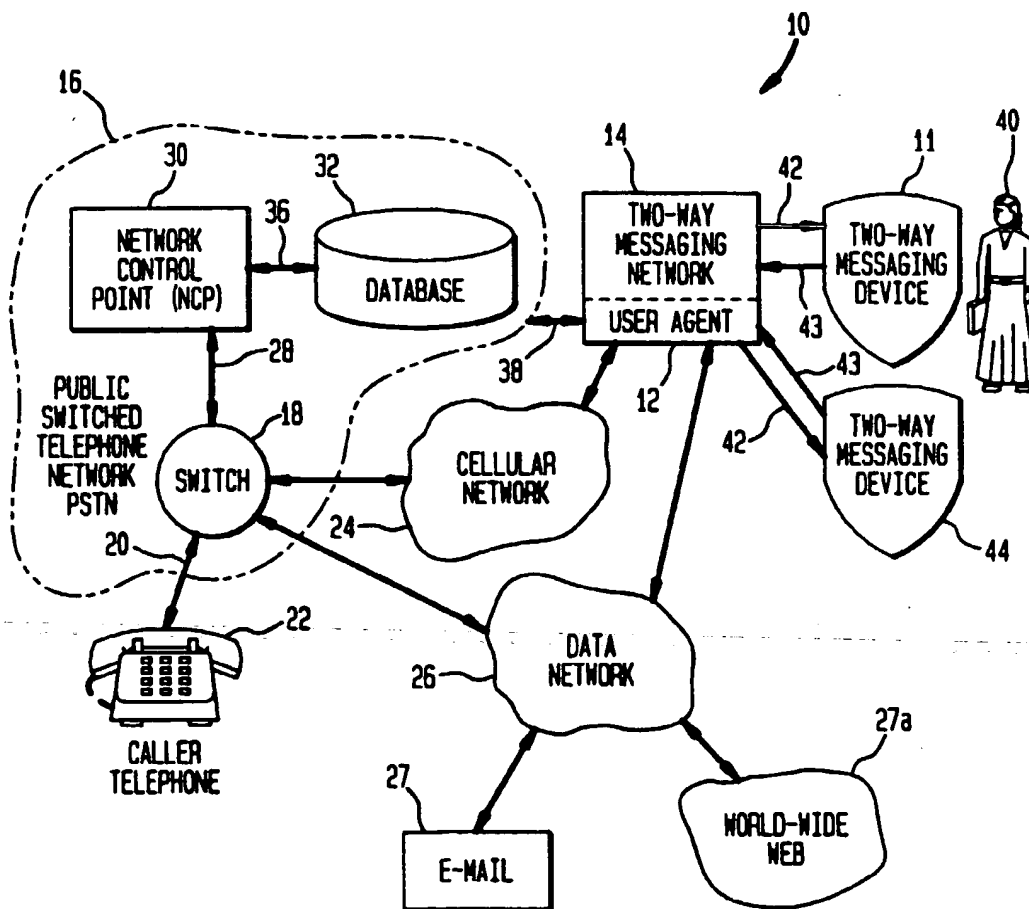 10
16
30
NETWORK
CONTROL
POINT (NCP)
36
32
DATABASE
14
TWO-WAY
MESSAGING
NETWORK
USER AGENT
12
42
43
11
TWO-WAY
MESSAGING
DEVICE
40
38
28
PUBLIC
SWITCHED
TELEPHONE
NETWORK
PSTN
18
SWITCH
CELLULAR
NETWORK
24
43
42
TWO-WAY
MESSAGING
DEVICE
44
20
22
CALLER
TELEPHONE
DATA
NETWORK
26
27
E-MAIL
27a
WORLD-WIDE
WEB